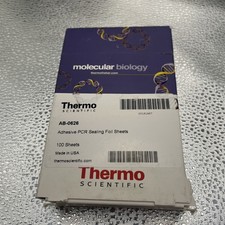 molecular biology
Thermo
SCIENTIFIC
AB-0626
Adhesive PCR Sealing Foil Sheets
100 Sheets
Made in USA
thermoscientific.com
Thermo
SCIENTIFIC